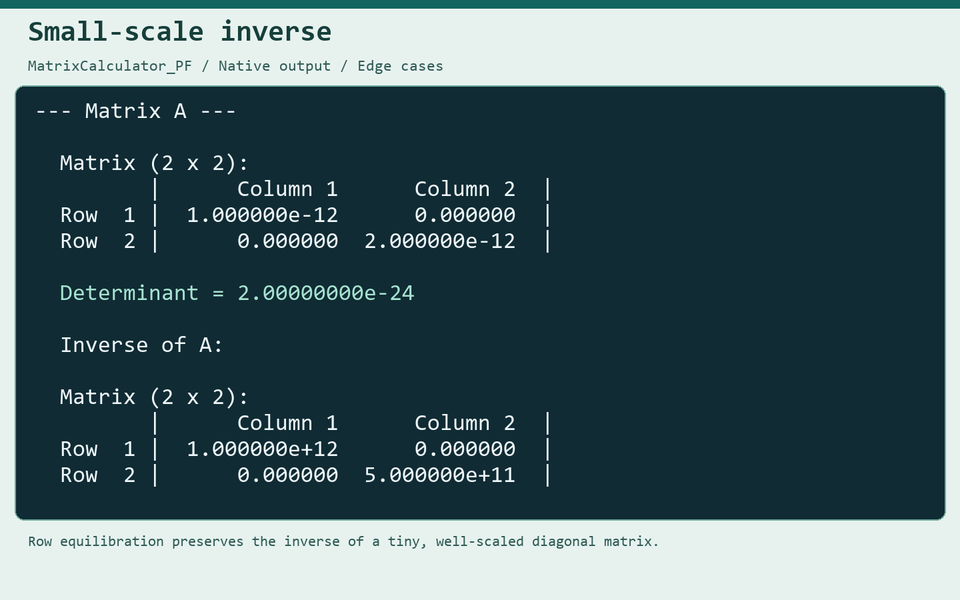 Small-scale inverse
MatrixCalculator_PF / Native output / Edge cases
--- Matrix A ---
Matrix (2 x 2):
| Column 1 Column 2 |
Row 1 | 1.000000e-12 0.000000 |
Row 2 | 0.000000 2.000000e-12 |
Determinant = 2.00000000e-24
Inverse of A:
Matrix (2 x 2):
| Column 1 Column 2 |
Row 1 | 1.000000e+12 0.000000 |
Row 2 | 0.000000 5.000000e+11 |
Row equilibration preserves the inverse of a tiny, well-scaled diagonal matrix.